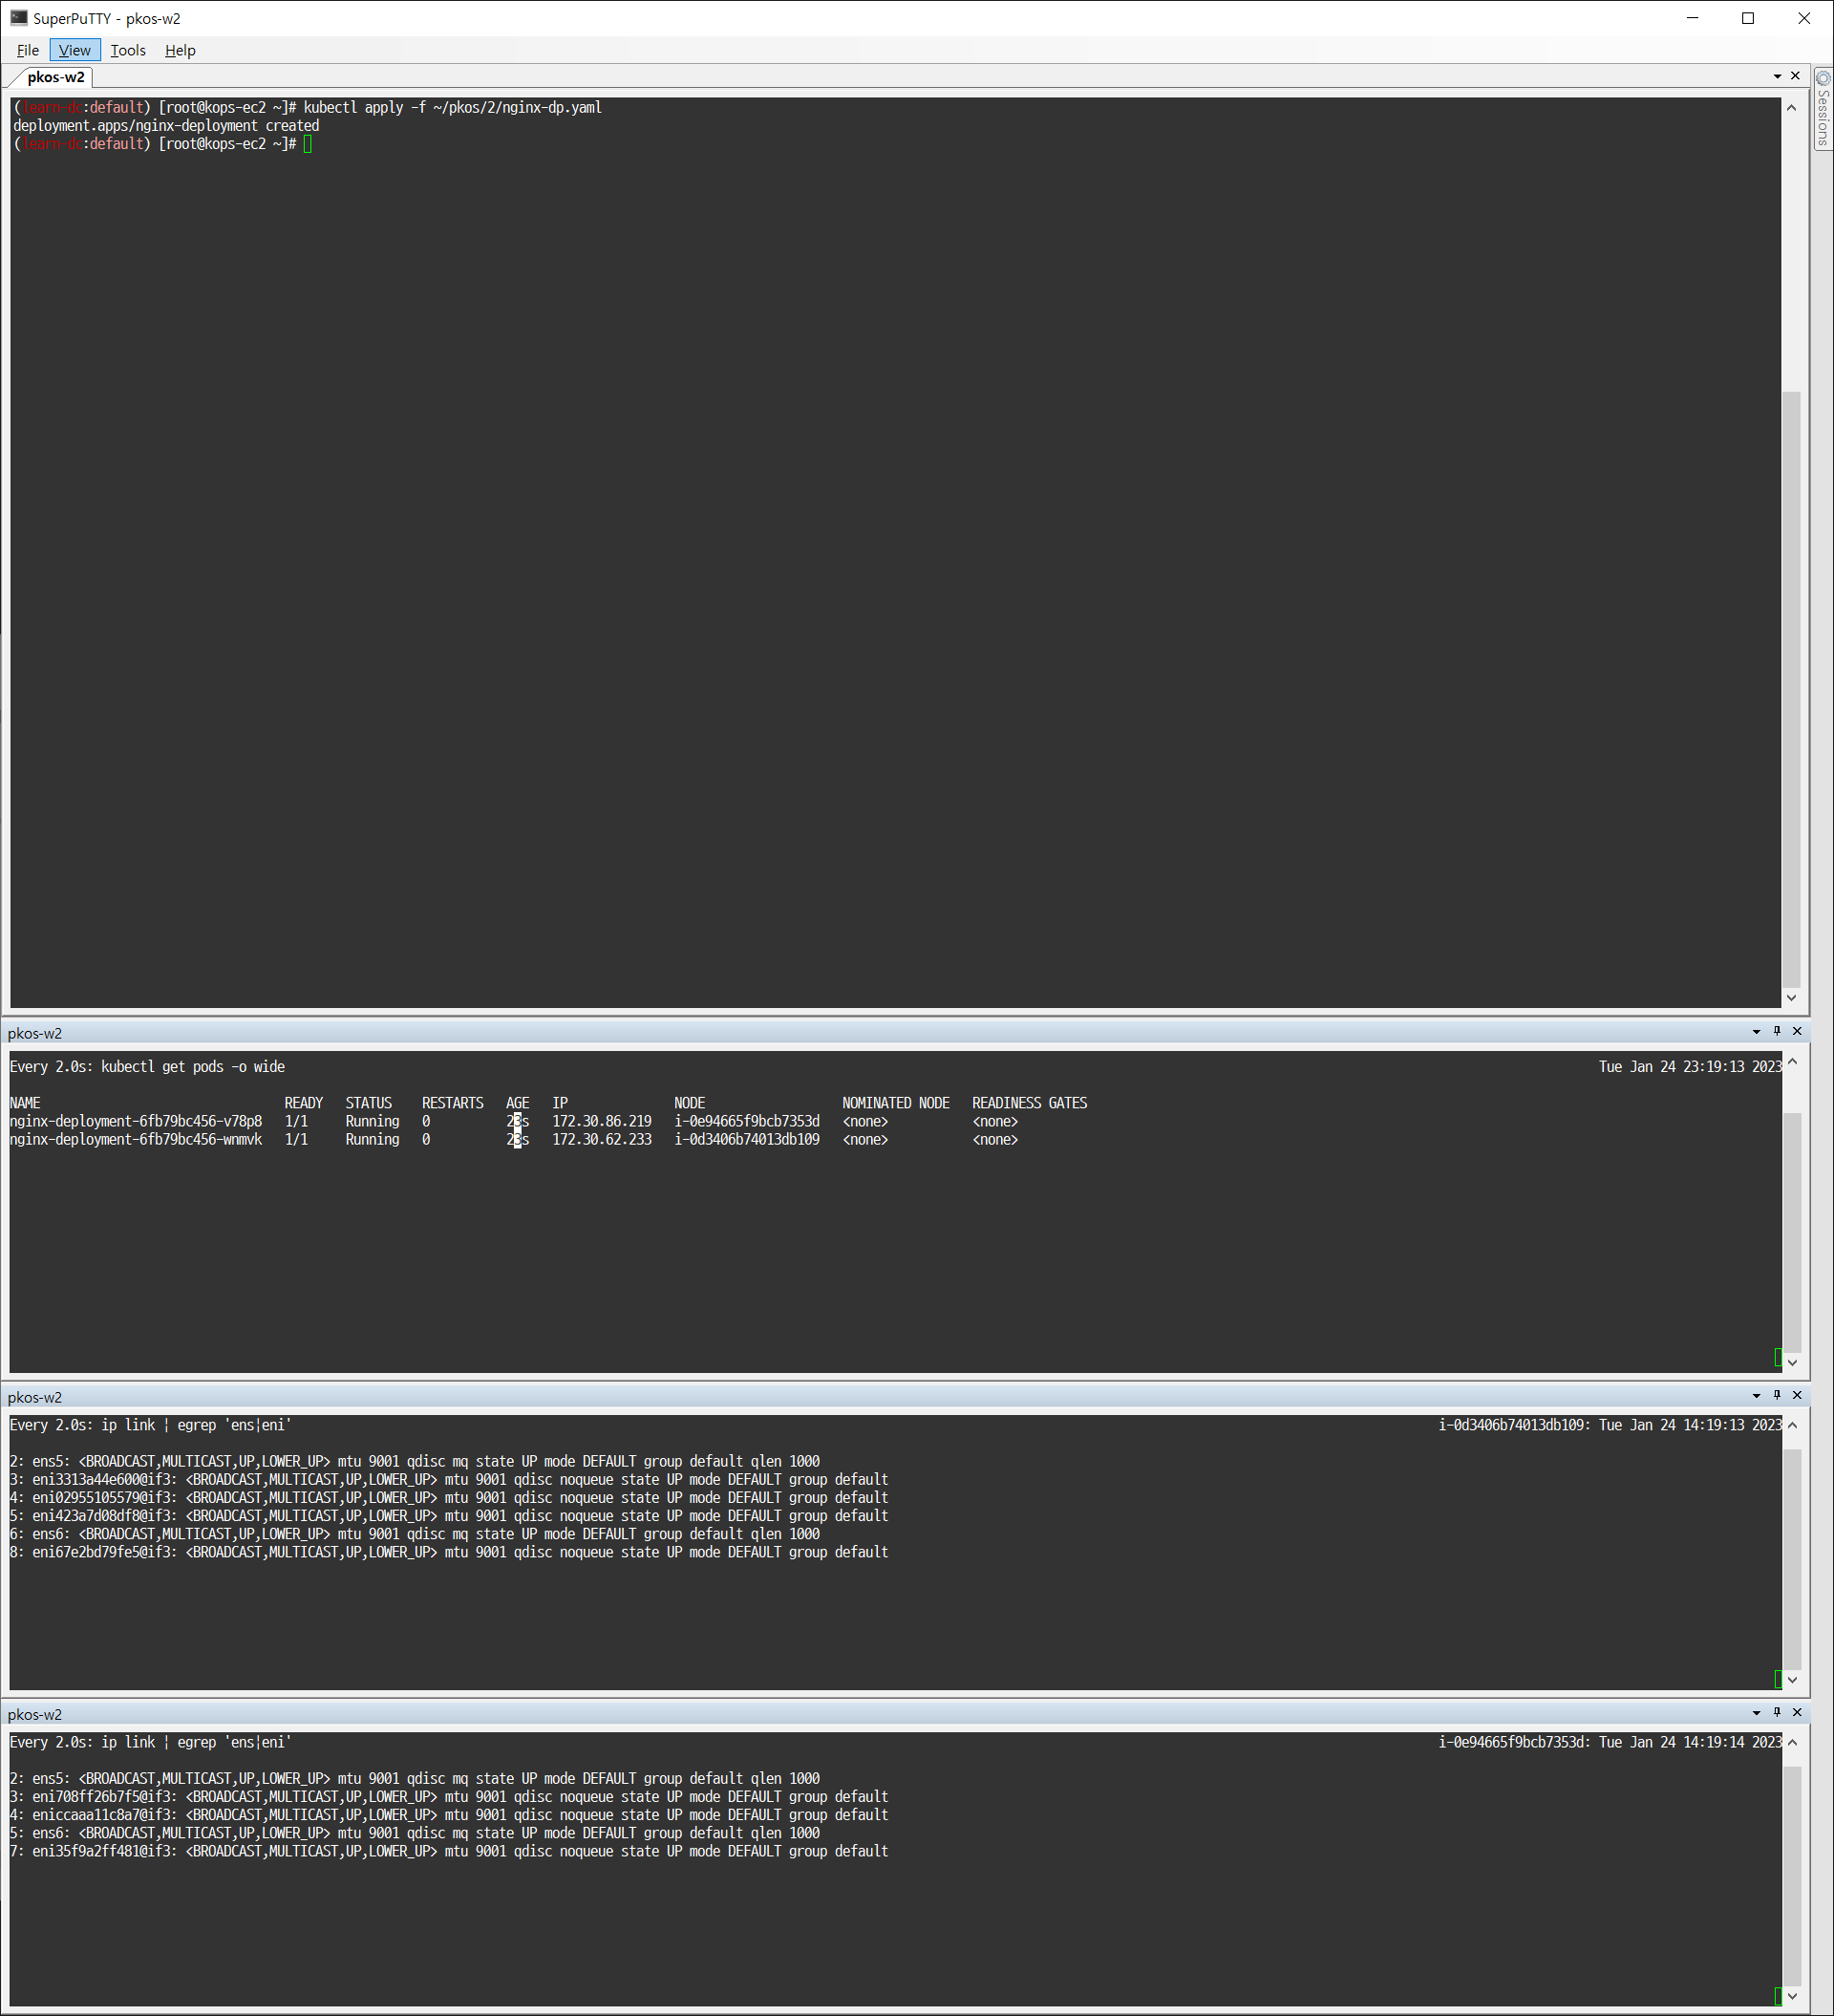 SuperPuTTY - pkos-w2
File View Tools Help
pkos-w2
Sessions
(learn-dc:default) [root@kops-ec2 ~]# kubectl apply -f ~/pkos/2/nginx-dp.yaml
deployment.apps/nginx-deployment created
(learn-dc:default) [root@kops-ec2 ~]#
pkos-w2
Every 2.0s: kubectl get pods -o wide Tue Jan 24 23:19:13 2023
NAME READY STATUS RESTARTS AGE IP NODE NOMINATED NODE READINESS GATES
nginx-deployment-6fb79bc456-v78p8 1/1 Running 0 23s 172.30.86.219 i-0e94665f9bcb7353d <none> <none>
nginx-deployment-6fb79bc456-wnmvk 1/1 Running 0 23s 172.30.62.233 i-0d3406b74013db109 <none> <none>
pkos-w2
Every 2.0s: ip link | egrep 'ens|eni' i-0d3406b74013db109: Tue Jan 24 14:19:13 2023
2: ens5: <BROADCAST,MULTICAST,UP,LOWER_UP> mtu 9001 qdisc mq state UP mode DEFAULT group default qlen 1000
3: eni3313a44e600@if3: <BROADCAST,MULTICAST,UP,LOWER_UP> mtu 9001 qdisc noqueue state UP mode DEFAULT group default
4: eni02955105579@if3: <BROADCAST,MULTICAST,UP,LOWER_UP> mtu 9001 qdisc noqueue state UP mode DEFAULT group default
5: eni423a7d08df8@if3: <BROADCAST,MULTICAST,UP,LOWER_UP> mtu 9001 qdisc noqueue state UP mode DEFAULT group default
6: ens6: <BROADCAST,MULTICAST,UP,LOWER_UP> mtu 9001 qdisc mq state UP mode DEFAULT group default qlen 1000
8: eni67e2bd79fe5@if3: <BROADCAST,MULTICAST,UP,LOWER_UP> mtu 9001 qdisc noqueue state UP mode DEFAULT group default
pkos-w2
Every 2.0s: ip link | egrep 'ens|eni' i-0e94665f9bcb7353d: Tue Jan 24 14:19:14 2023
2: ens5: <BROADCAST,MULTICAST,UP,LOWER_UP> mtu 9001 qdisc mq state UP mode DEFAULT group default qlen 1000
3: eni708ff26b7f5@if3: <BROADCAST,MULTICAST,UP,LOWER_UP> mtu 9001 qdisc noqueue state UP mode DEFAULT group default
4: eniccaaa11c8a7@if3: <BROADCAST,MULTICAST,UP,LOWER_UP> mtu 9001 qdisc noqueue state UP mode DEFAULT group default
5: ens6: <BROADCAST,MULTICAST,UP,LOWER_UP> mtu 9001 qdisc mq state UP mode DEFAULT group default qlen 1000
7: eni35f9a2ff481@if3: <BROADCAST,MULTICAST,UP,LOWER_UP> mtu 9001 qdisc noqueue state UP mode DEFAULT group default